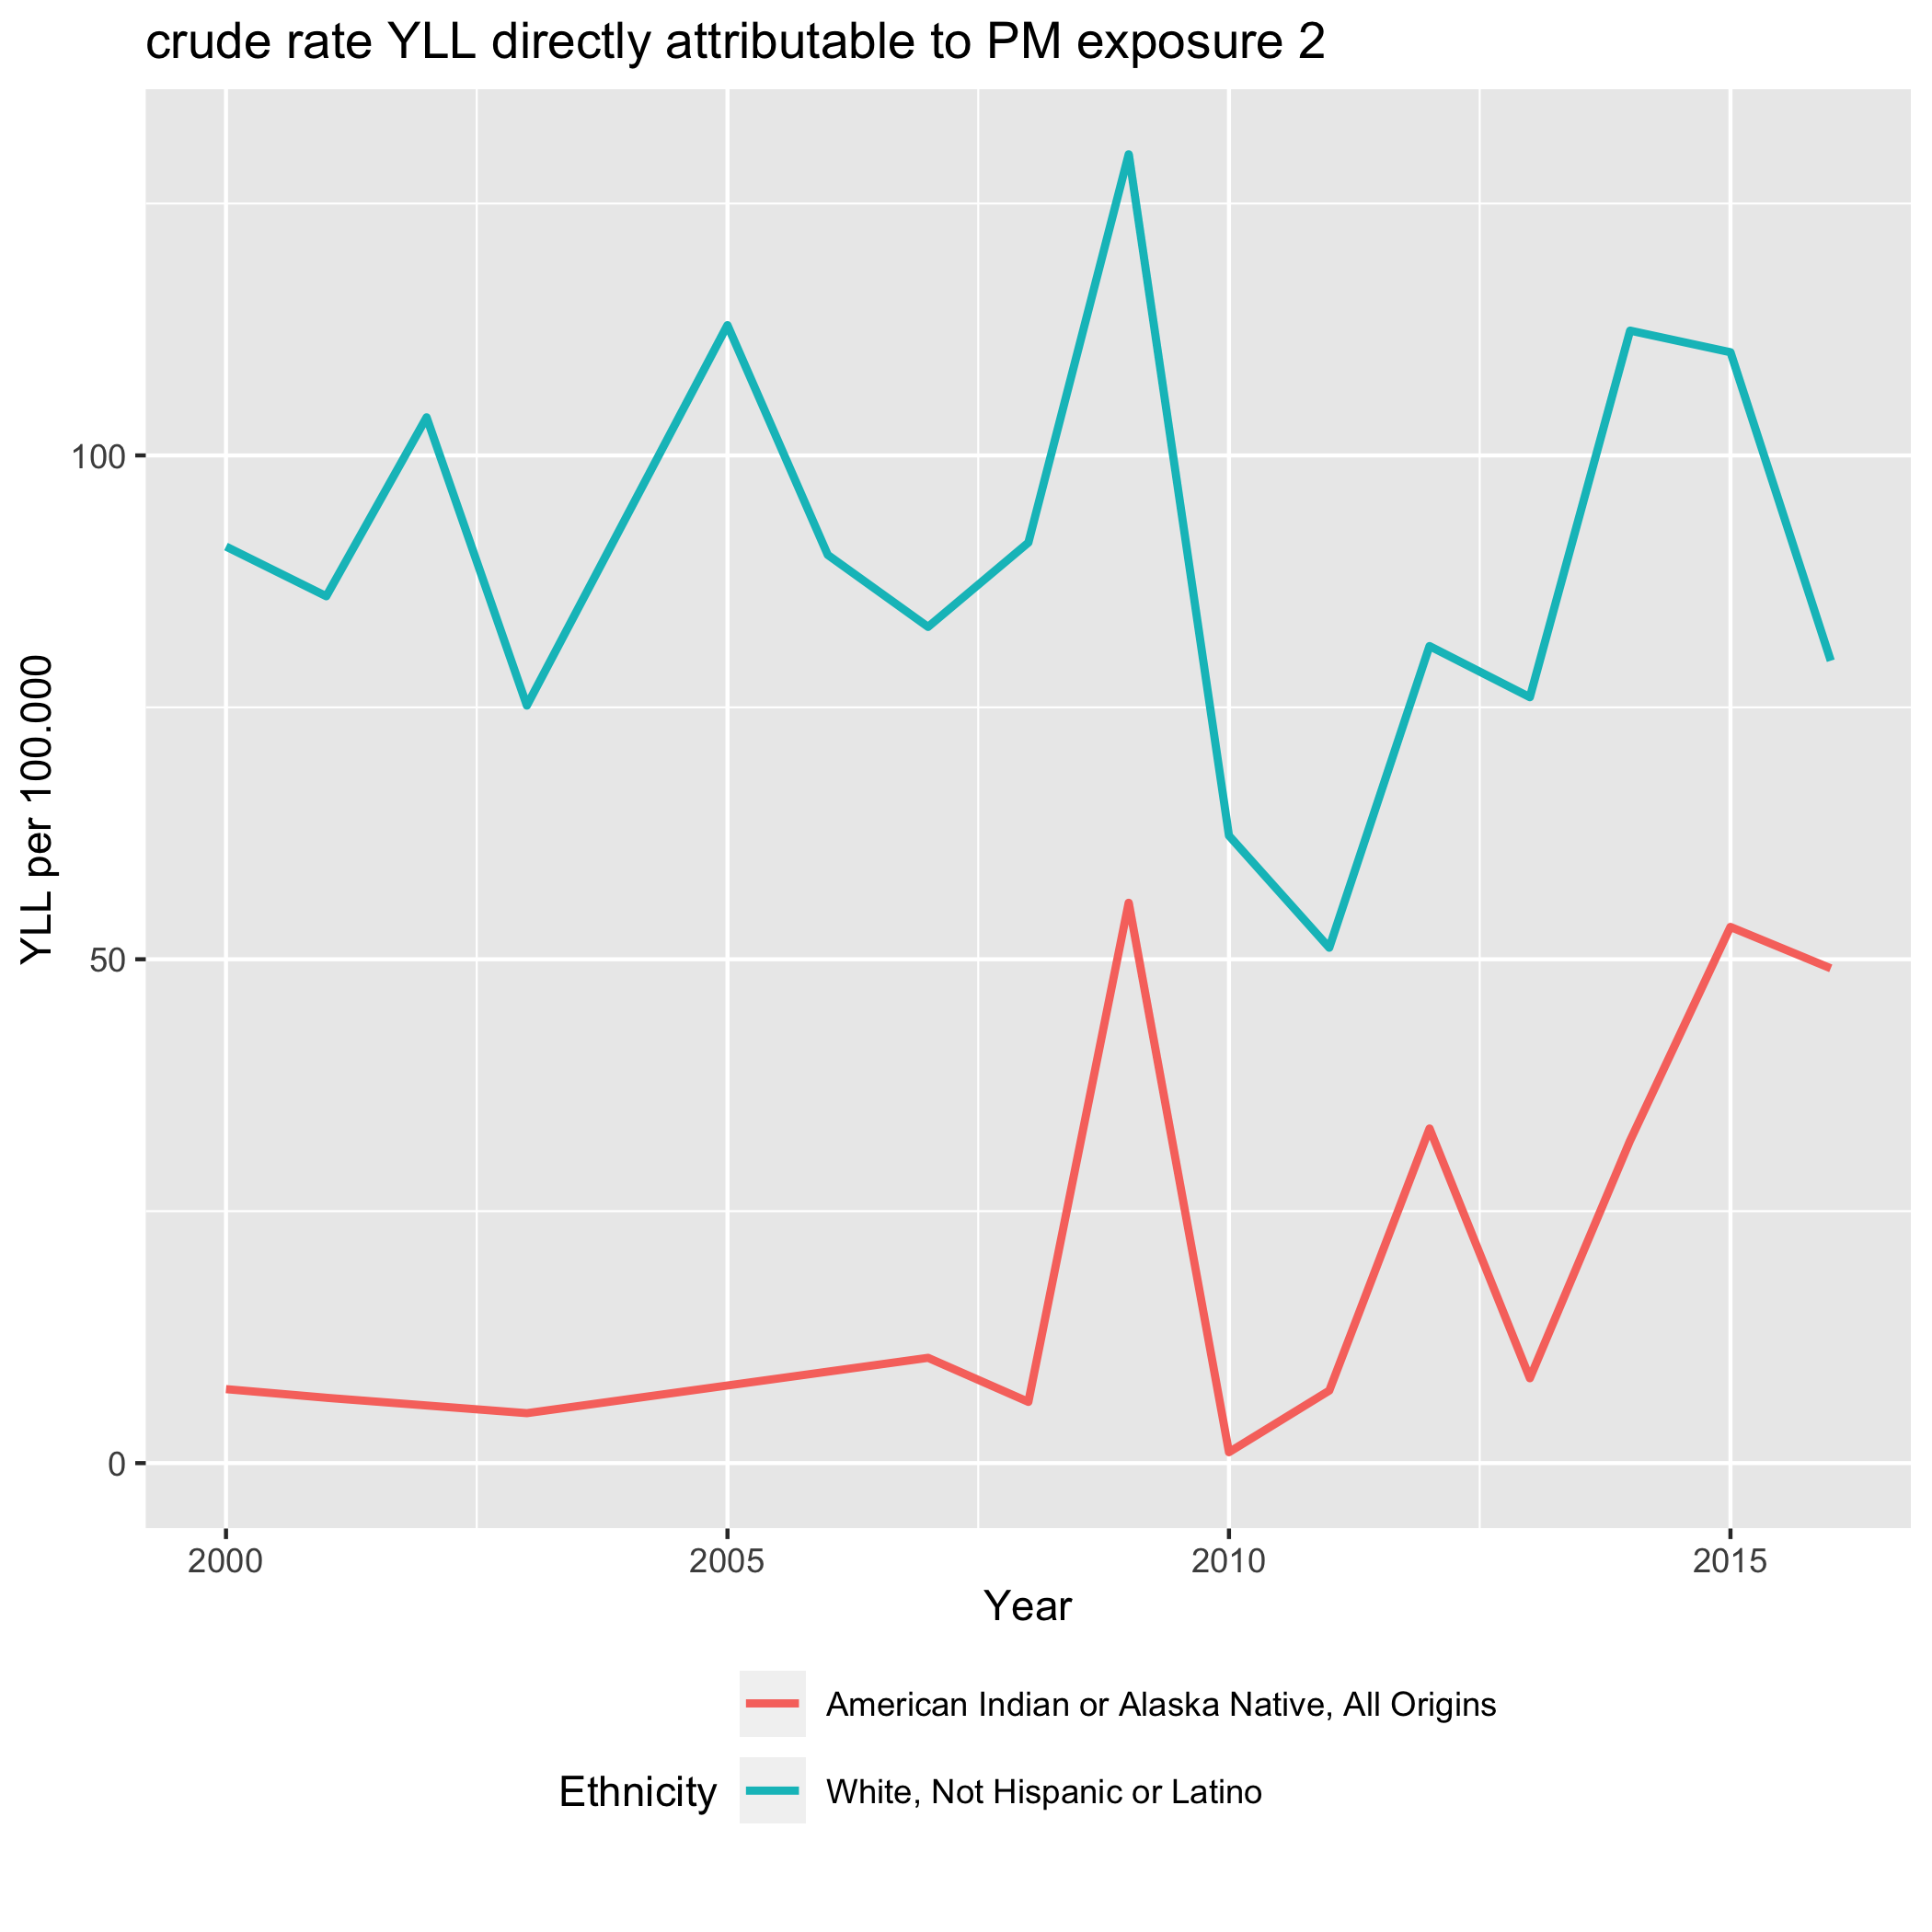 crude rate YLL directly attributable to PM exposure 2
YLL per 100.000
100
50
0
2000 2005 2010 2015
Year
Ethnicity
American Indian or Alaska Native, All Origins
White, Not Hispanic or Latino